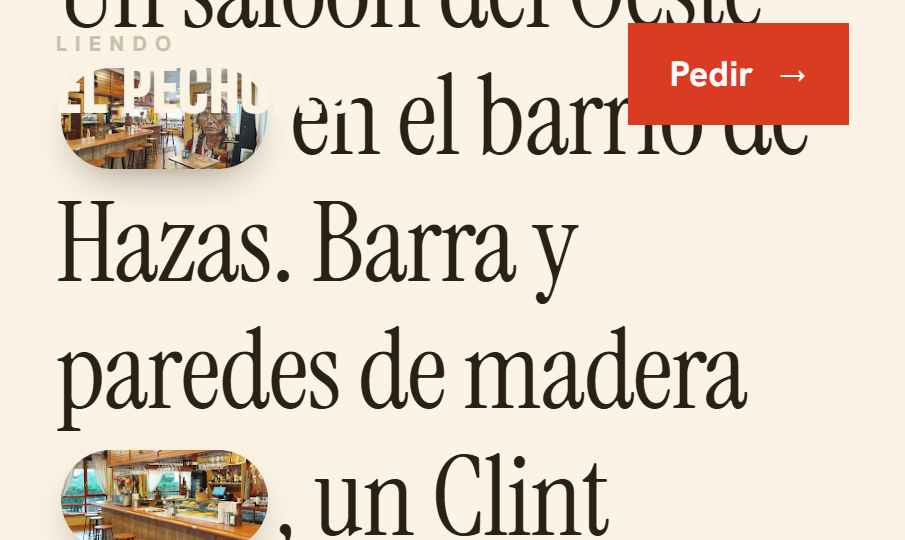 Un saloon del Oeste
LIENDO
EL PECHO
Pedir →
en el barrio de
Hazas. Barra y
paredes de madera
, un Clint